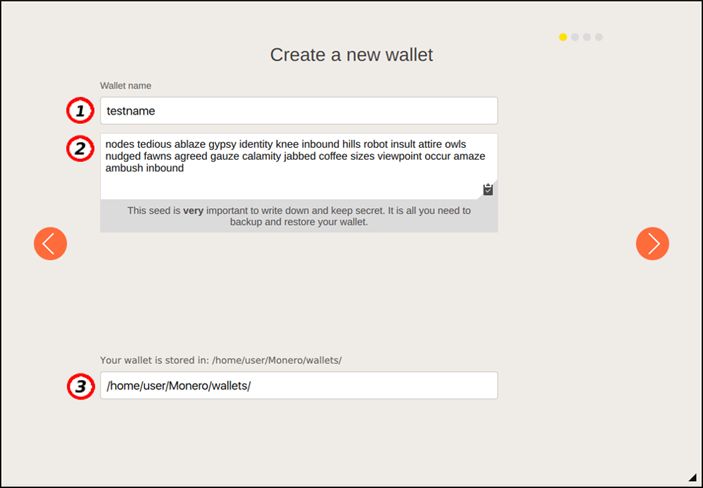 Create a new wallet
Wallet name
1
testname
2
nodes tedious ablaze gypsy identity knee inbound hills robot insult attire owls
nudged fawns agreed gauze calamity jabbed coffee sizes viewpoint occur amaze
ambush inbound
This seed is very important to write down and keep secret. It is all you need to
backup and restore your wallet.
Your wallet is stored in: /home/user/Monero/wallets/
3
/home/user/Monero/wallets/